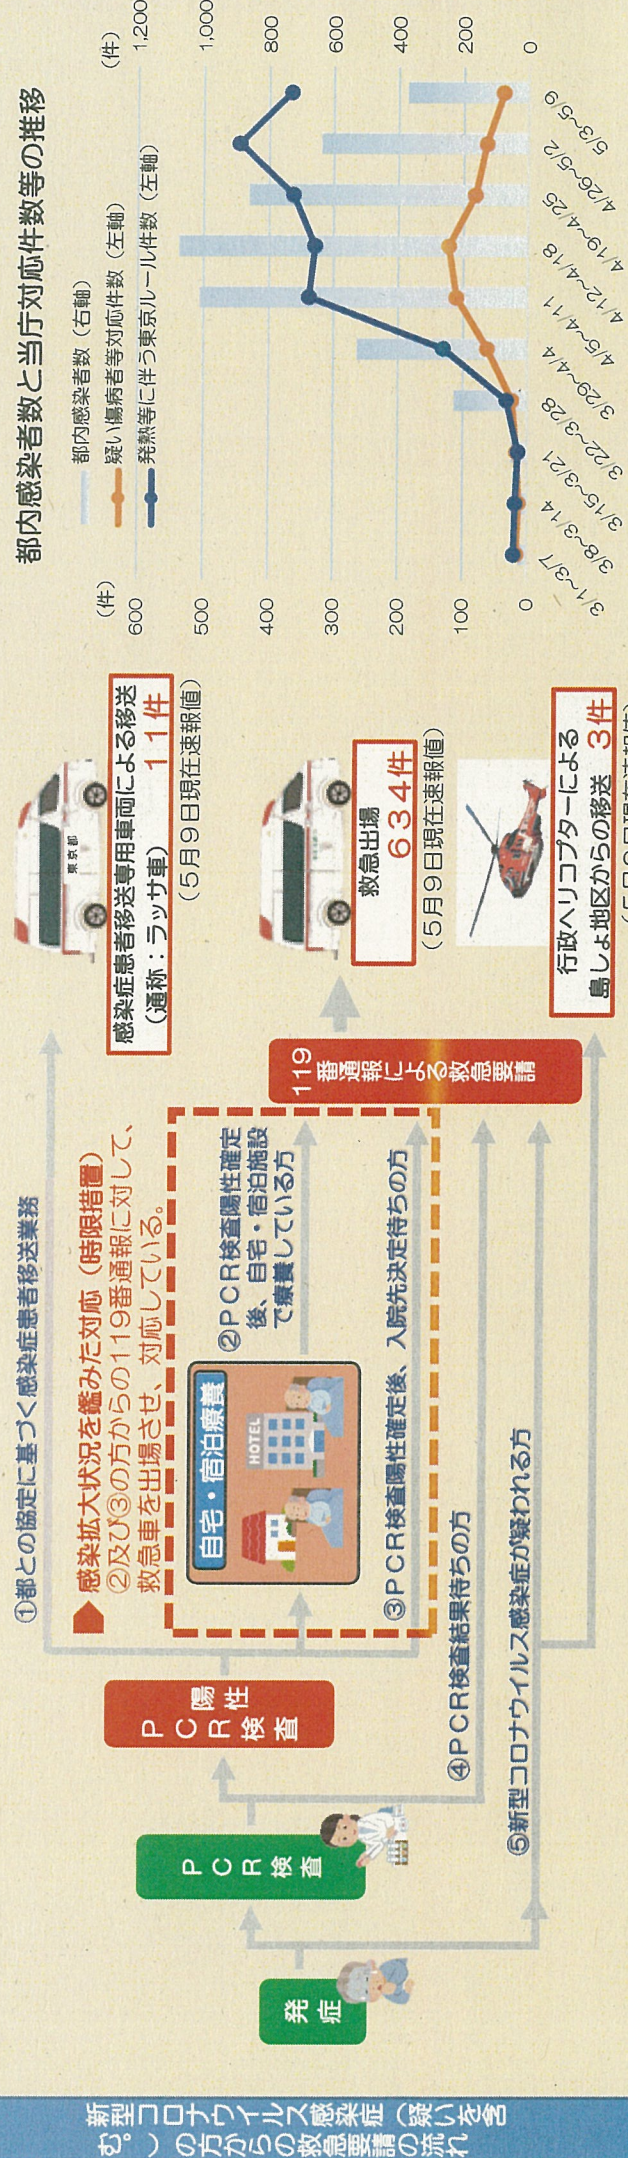 新型コロナウイルス感染症（疑いを含
む。）の方からの救急要請の流れ
発症
PCR検査
PCR検査
陽性
①都との協定に基づく感染症患者移送業務
感染拡大状況を鑑みた対応（時限措置）
②及び③の方からの119番通報に対して、
救急車を出場させ、対応している。
自宅・宿泊療養
HOTEL
②PCR検査陽性確定
後、自宅・宿泊施設
で療養している方
③PCR検査陽性確定後、入院先決定待ちの方
④PCR検査結果待ちの方
⑤新型コロナウイルス感染症が疑われる方
119
番通報による救急要請
東京都
感染症患者移送専用車両による移送
（通称：ラッサ車） 11件
（5月9日現在速報値）
救急出場
634件
（5月9日現在速報値）
行政ヘリコプターによる
島しょ地区からの移送 3件
（5月9日現在速報値）
都内感染者数と当庁対応件数等の推移
都内感染者数（右軸）
疑い傷病者等対応件数（左軸）
発熱等に伴う東京ルール件数（左軸）
（件）
600
500
400
300
200
100
0
（件）
1,200
1,000
800
600
400
200
0
3/1~3/7
3/8~3/14
3/15~3/21
3/22~3/28
3/29~4/4
4/5~4/11
4/12~4/18
4/19~4/25
4/26~5/2
5/3~5/9